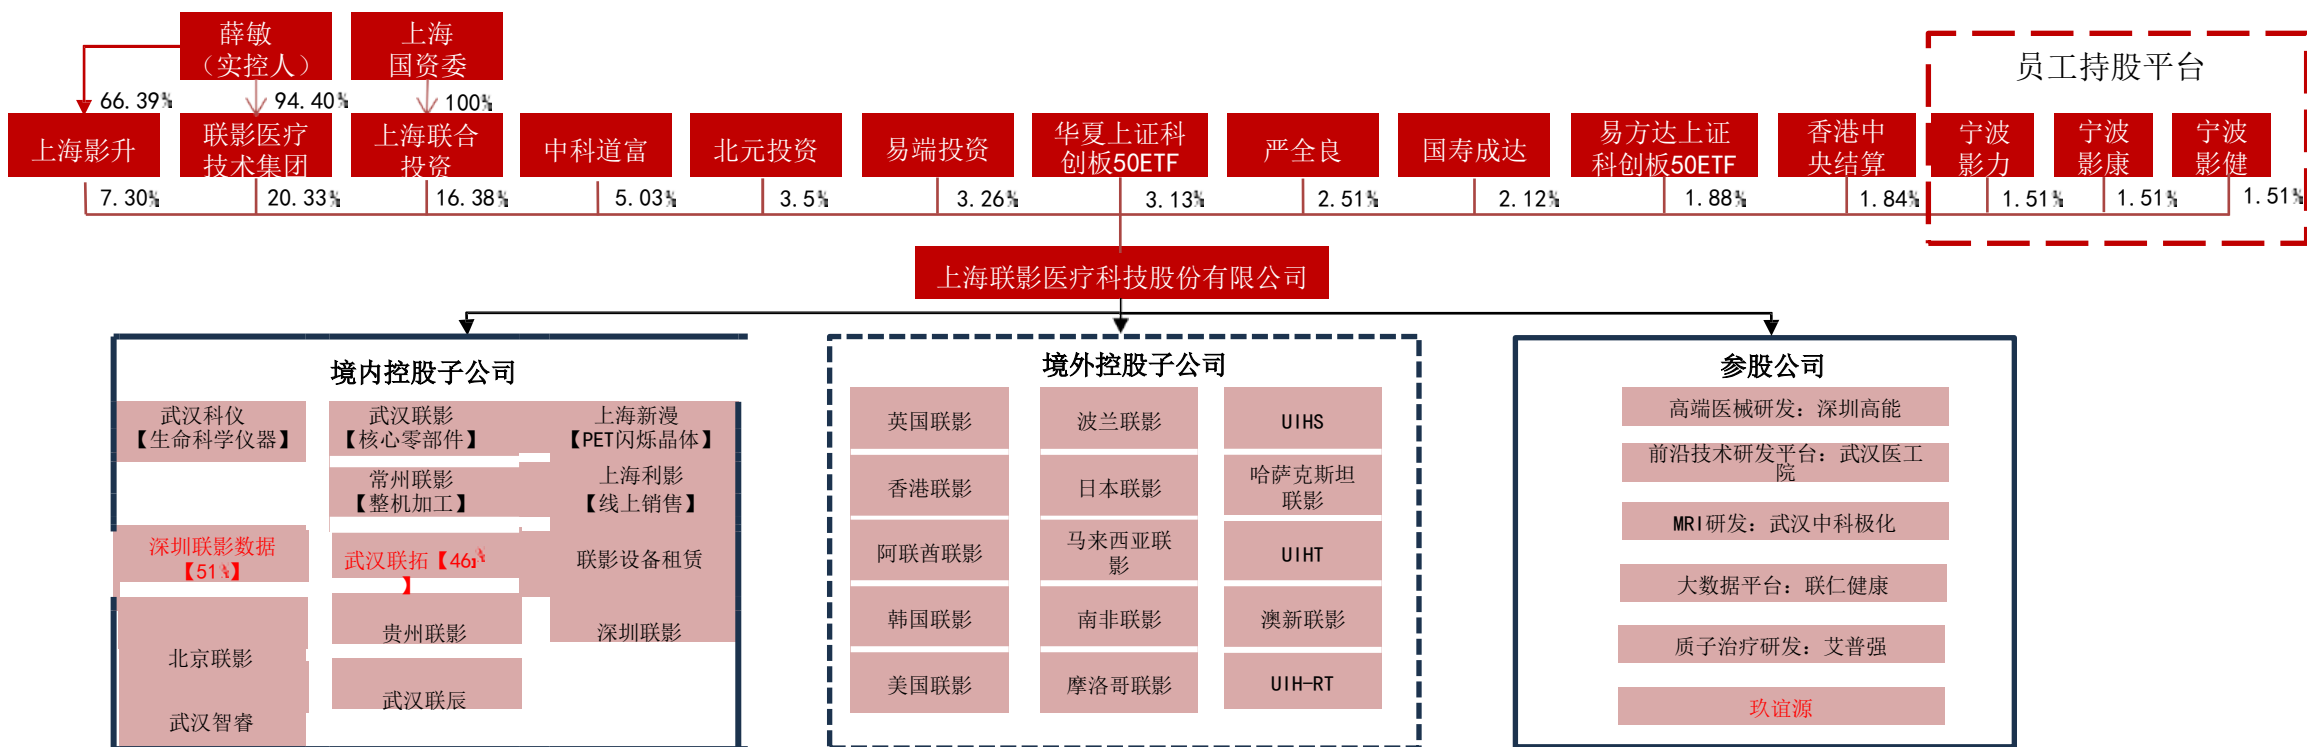 薛敏
（实控人）
上海
国资委
员工持股平台
66.39%
94.40%
100%
上海影升
联影医疗
技术集团
上海联合
投资
中科道富
北元投资
易端投资
华夏上证科
创板50ETF
严全良
国寿成达
易方达上证
科创板50ETF
香港中
央结算
宁波
影力
宁波
影康
宁波
影健
7.30%
20.33%
16.38%
5.03%
3.5%
3.26%
3.13%
2.51%
2.12%
1.88%
1.84%
1.51%
1.51%
1.51%
上海联影医疗科技股份有限公司
境内控股子公司
武汉科仪
【生命科学仪器】
武汉联影
【核心零部件】
上海新漫
【PET闪烁晶体】
常州联影
【整机加工】
上海利影
【线上销售】
深圳联影数据
【51%】
武汉联拓【46%
】
联影设备租赁
北京联影
贵州联影
深圳联影
武汉智睿
武汉联辰
境外控股子公司
英国联影
波兰联影
UIHS
香港联影
日本联影
哈萨克斯坦
联影
阿联酋联影
马来西亚联
影
UIHT
韩国联影
南非联影
澳新联影
美国联影
摩洛哥联影
UIH-RT
参股公司
高端医械研发：深圳高能
前沿技术研发平台：武汉医工
院
MRI研发：武汉中科极化
大数据平台：联仁健康
质子治疗研发：艾普强
玖谊源